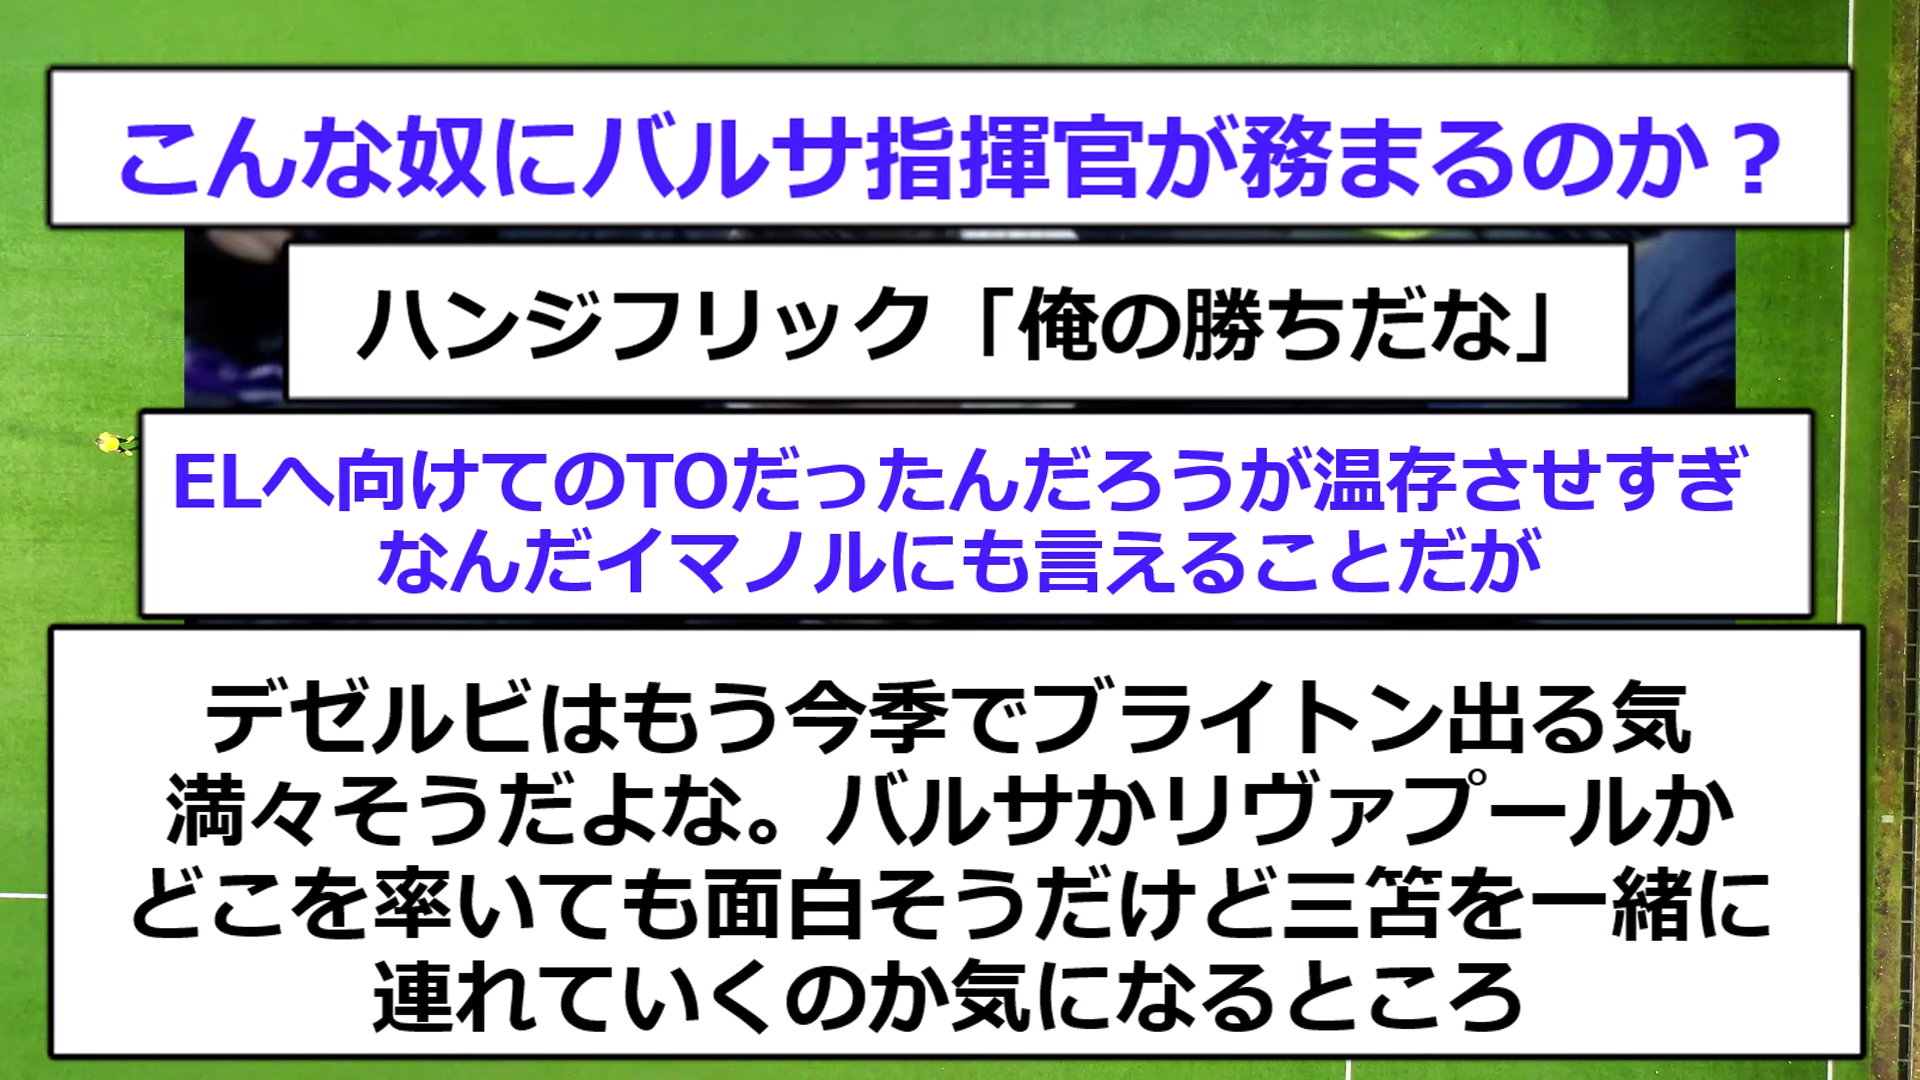 こんな奴にバルサ指揮官が務まるのか？
ハンジフリック「俺の勝ちだな」
ELへ向けてのTOだったんだろうが温存させすぎ
なんだイマノルにも言えることだが
デゼルビはもう今季でブライトン出る気
満々そうだよな。バルサかリヴァプールか
どこを率いても面白そうだけど三笘を一緒に
連れていくのか気になるところ